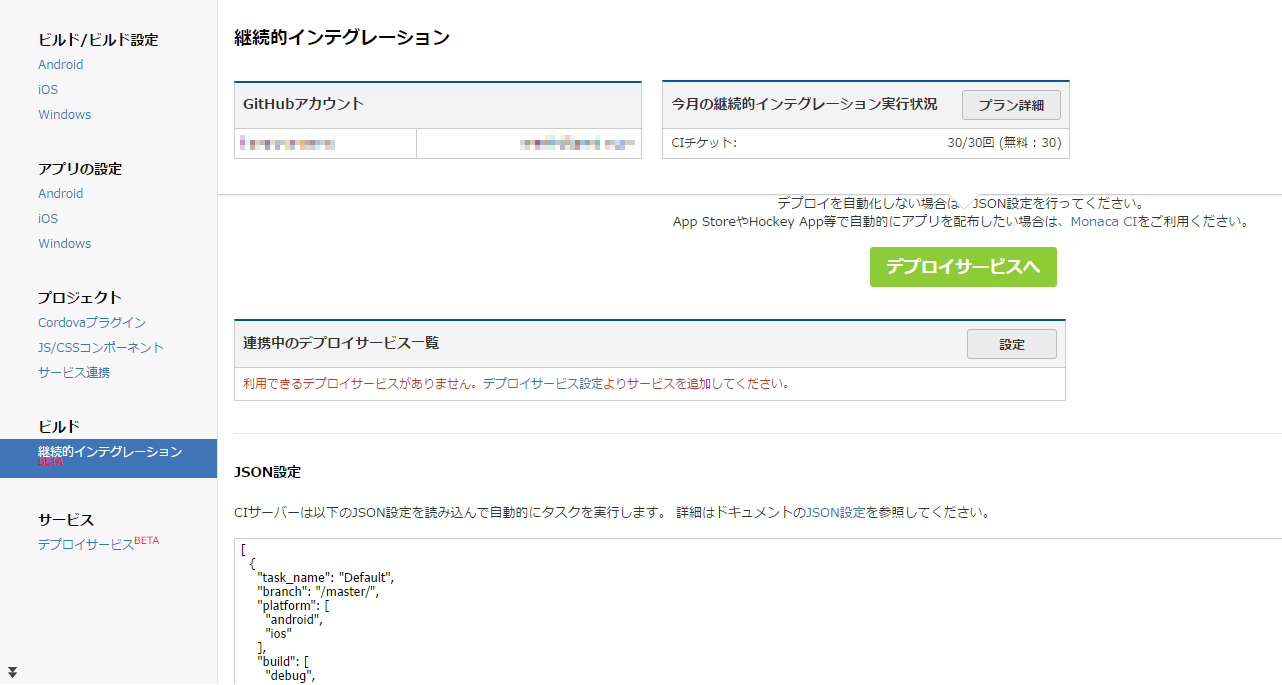 ビルド/ビルド設定
Android
iOS
Windows
アプリの設定
Android
iOS
Windows
プロジェクト
Cordovaプラグイン
JS/CSSコンポーネント
サービス連携
ビルド
継続的インテグレーション
BETA
サービス
デプロイサービスBETA
継続的インテグレーション
GitHubアカウント
今月の継続的インテグレーション実行状況
プラン詳細
CIチケット:
30/30回 (無料 : 30)
デプロイを自動化しない場合は、JSON設定を行ってください。
App StoreやHockey App等で自動的にアプリを配布したい場合は、Monaca CIをご利用ください。
デプロイサービスへ
連携中のデプロイサービス一覧
設定
利用できるデプロイサービスがありません。デプロイサービス設定よりサービスを追加してください。
JSON設定
CIサーバーは以下のJSON設定を読み込んで自動的にタスクを実行します。 詳細はドキュメントのJSON設定を参照してください。
[
{
"task_name": "Default",
"branch": "/master/",
"platform": [
"android",
"ios"
],
"build": [
"debug",